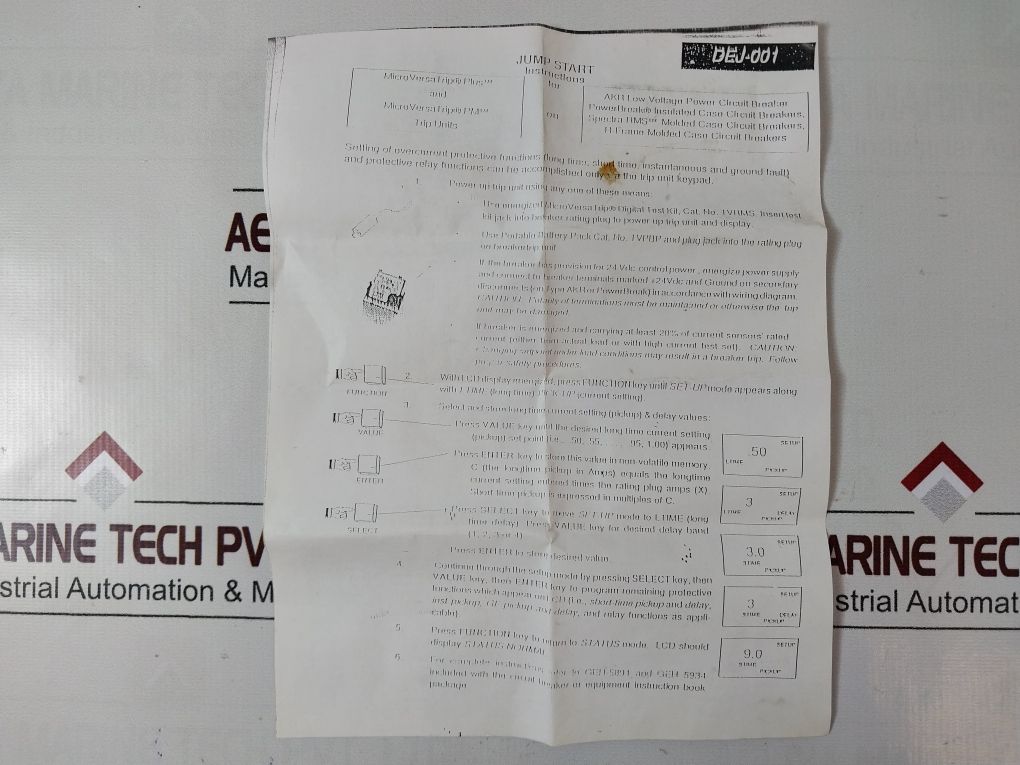 DEJ-001
JUMP START
Instructions
for
MicroVersaTrip® Plus™
and
MicroVersaTrip® PM™
Trip Units
on
AKR Low Voltage Power Circuit Breaker
PowerBreak® Insulated Case Circuit Breakers,
Spectra RMS™ Molded Case Circuit Breakers,
H-Frame Molded Case Circuit Breakers
Setting of overcurrent protective functions (long time, short time, instantaneous and ground fault)
and protective relay functions can be accomplished only the trip unit keypad.
1. Power up trip unit using any one of these means:
Use energized MicroVersaTrip® Digital Test Kit, Cat. No. TVRMS. Insert test
kit jack into breaker rating plug to power up trip unit and display.
Use Portable Battery Pack Cat. No. TVPBP and plug jack into the rating plug
on breaker trip unit
If the breaker has provision for 24 Vdc control power, energize power supply
and connect to breaker terminals marked +24Vdc and Ground on secondary
disconnects (on Type AKR or PowerBreak) in accordance with wiring diagram.
CAUTION: Polarity of terminations must be maintained or otherwise the trip
unit may be damaged.
If breaker is energized and carrying at least 20% of current sensors' rated
current (either from actual load or with high current test set). CAUTION:
Changing setpoint under load conditions may result in a breaker trip. Follow
proper safety procedures.
FUNCTION
2. With LCD display energized, press FUNCTION key until SET-UP mode appears along
with LTIME (long time) PICK-UP (current setting).
3. Select and store long time current setting (pickup) & delay values:
VALUE
Press VALUE key until the desired long time current setting
(pickup) set point (i.e., .50, .55, . . . .95, 1.00) appears.
SETUP
.50
LTIME
PICKUP
ENTER
Press ENTER key to store this value in non-volatile memory.
C (the longtime pickup in Amps) equals the longtime
current setting entered times the rating plug amps (X).
Short time pickup is expressed in multiples of C.
SETUP
3
LTIME DELAY
PICKUP
SELECT
Press SELECT key to move SET-UP mode to LTIME (long
time delay). Press VALUE key for desired delay band
(1, 2, 3 or 4)
Press ENTER to store desired value.
SETUP
3.0
STIME
PICKUP
4. Continue through the setup mode by pressing SELECT key, then
VALUE key, then ENTER key to program remaining protective
functions which appear on LCD (i.e., short-time pickup and delay,
inst pickup, GF pickup and delay, and relay functions as appli-
cable).
SETUP
3
STIME DELAY
PICKUP
5. Press FUNCTION key to return to STATUS mode. LCD should
display STATUS NORMAL
SETUP
9.0
STIME
PICKUP
6. For complete instructions, refer to GEH-5891 and GEH-5934
included with the circuit breaker or equipment instruction book
package
AE
Ma
ARINE TECH PV
strial Automation & M
ARINE TEC
strial Automat